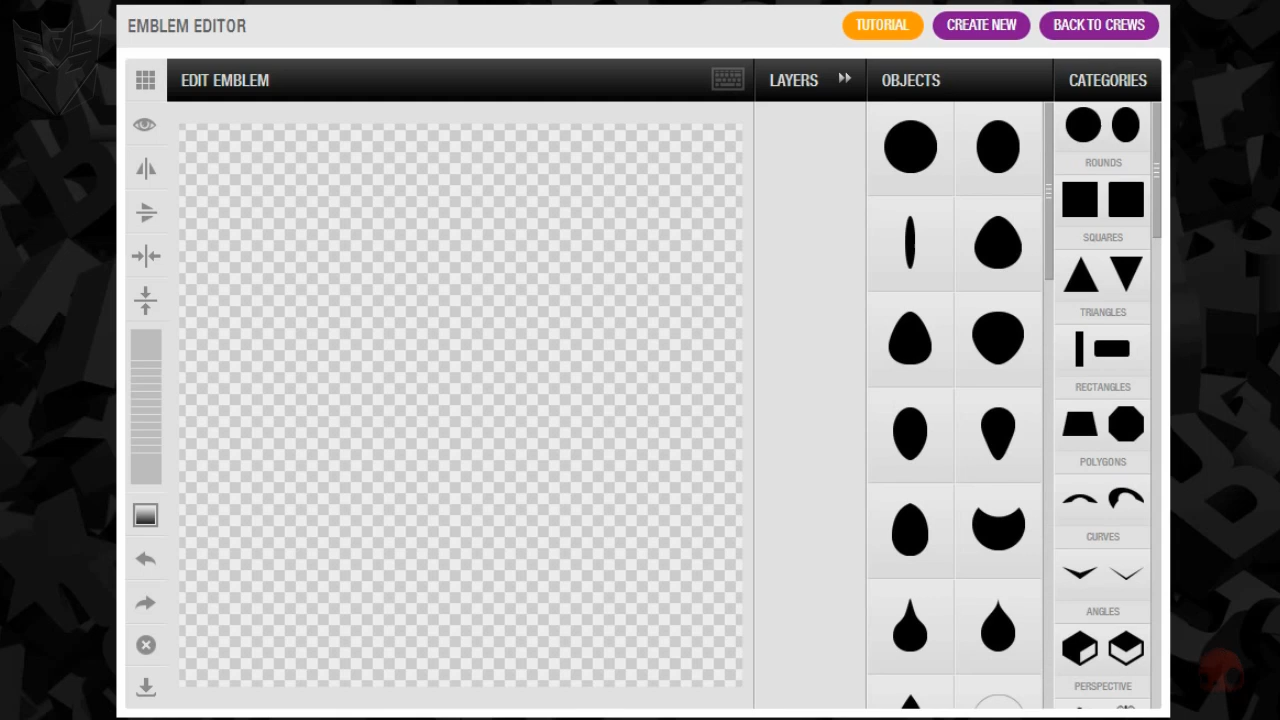 EMBLEM EDITOR
TUTORIAL
CREATE NEW
BACK TO CREWS
EDIT EMBLEM
LAYERS
OBJECTS
CATEGORIES
ROUNDS
SQUARES
TRIANGLES
RECTANGLES
POLYGONS
CURVES
ANGLES
PERSPECTIVE